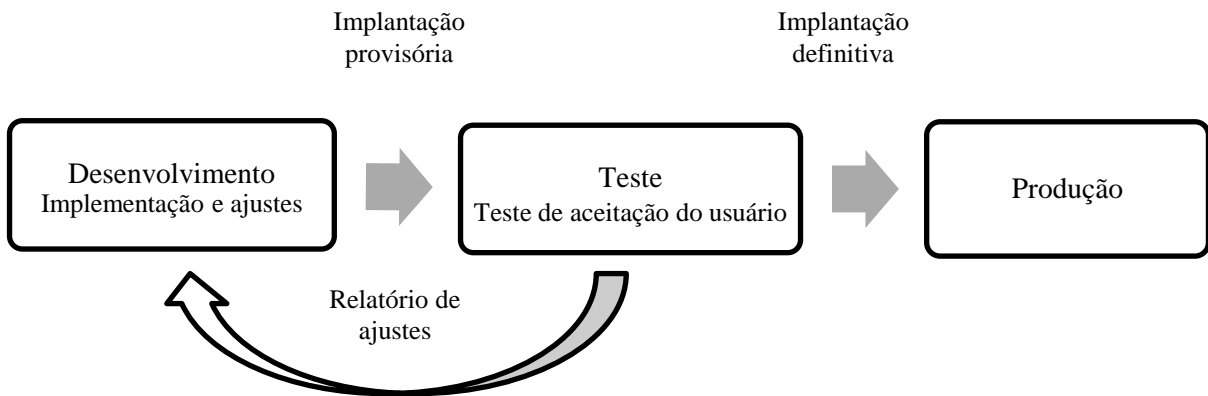 Implantação
provisória
Implantação
definitiva
Desenvolvimento
Implementação e ajustes
Teste
Teste de aceitação do usuário
Produção
Relatório de
ajustes